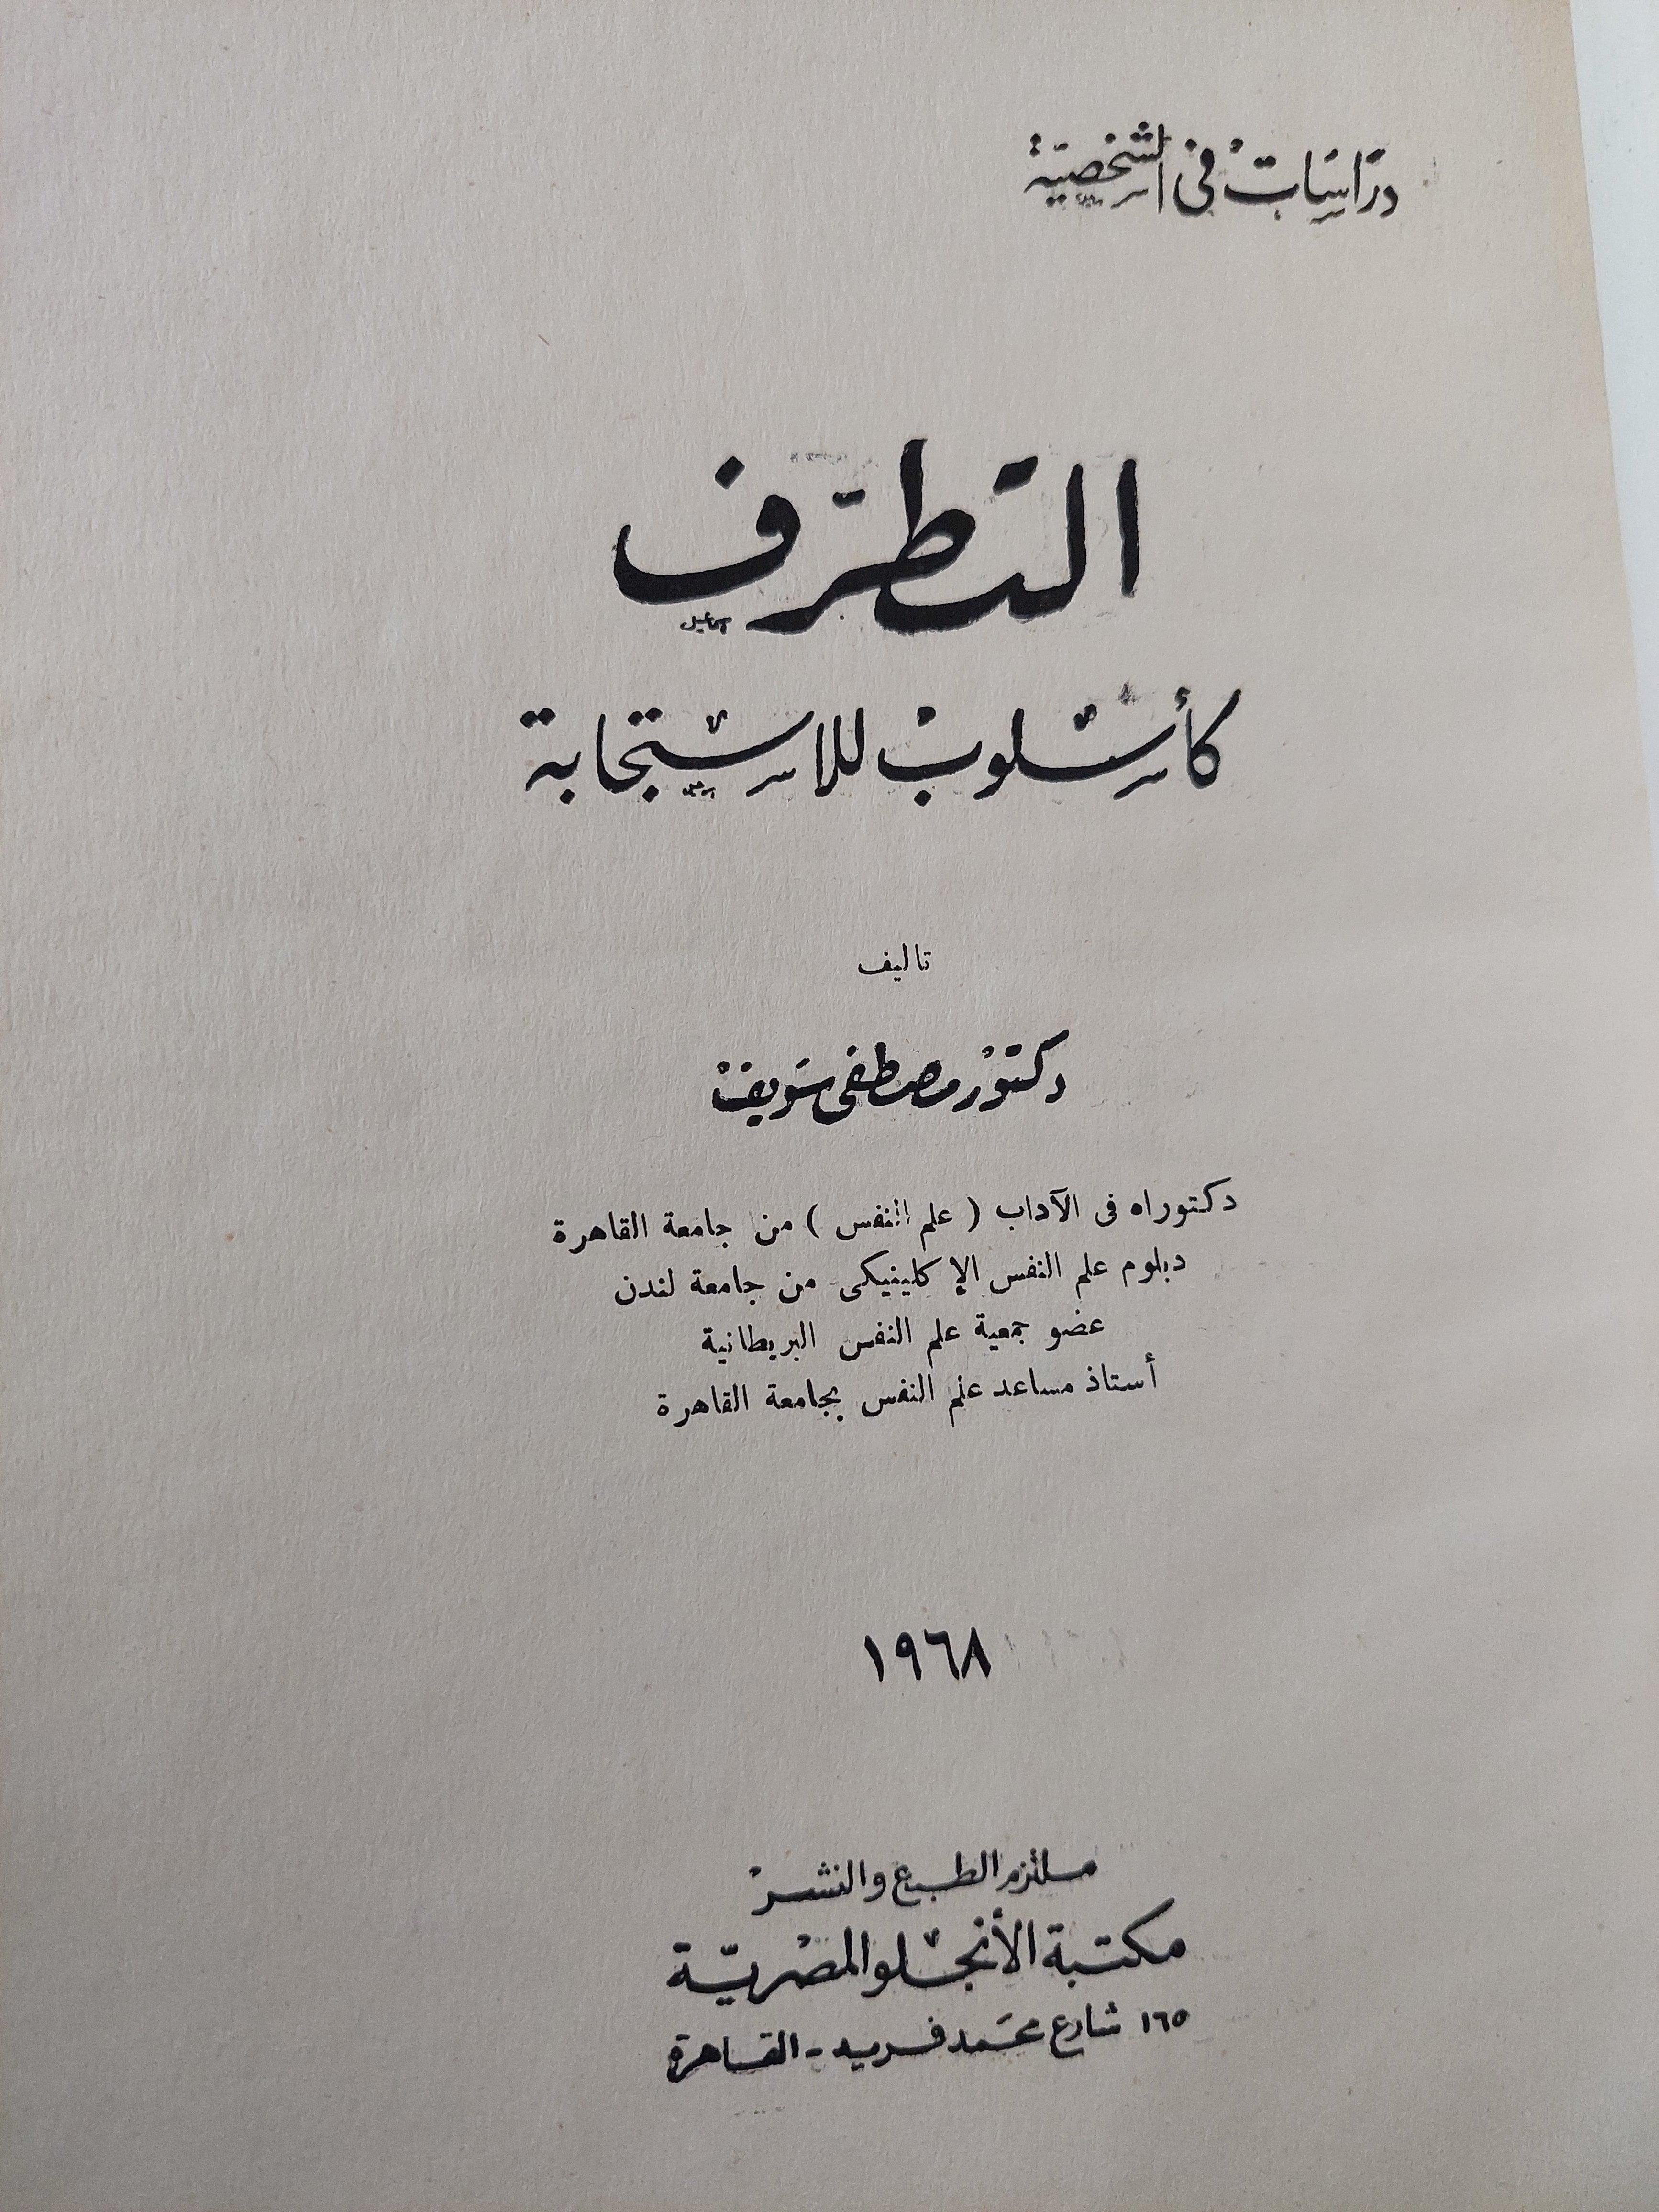 دراسات في الشخصية
التطرف
اسماعيل
كأسلوب للاستجابة
تاليف
دكتور مصطفى سويف
دكتوراه فى الآداب ( علم النفس ) من جامعة القاهرة
دبلوم علم النفس الإكلينيكى من جامعة لندن
عضو جمعية علم النفس البريطانية
أستاذ مساعد علم النفس بجامعة القاهرة
١٩٦٨
ملتزم الطبع والنشر
مكتبة الأنجلو المصرية
١٦٥ شارع محمد فريد - القاهرة